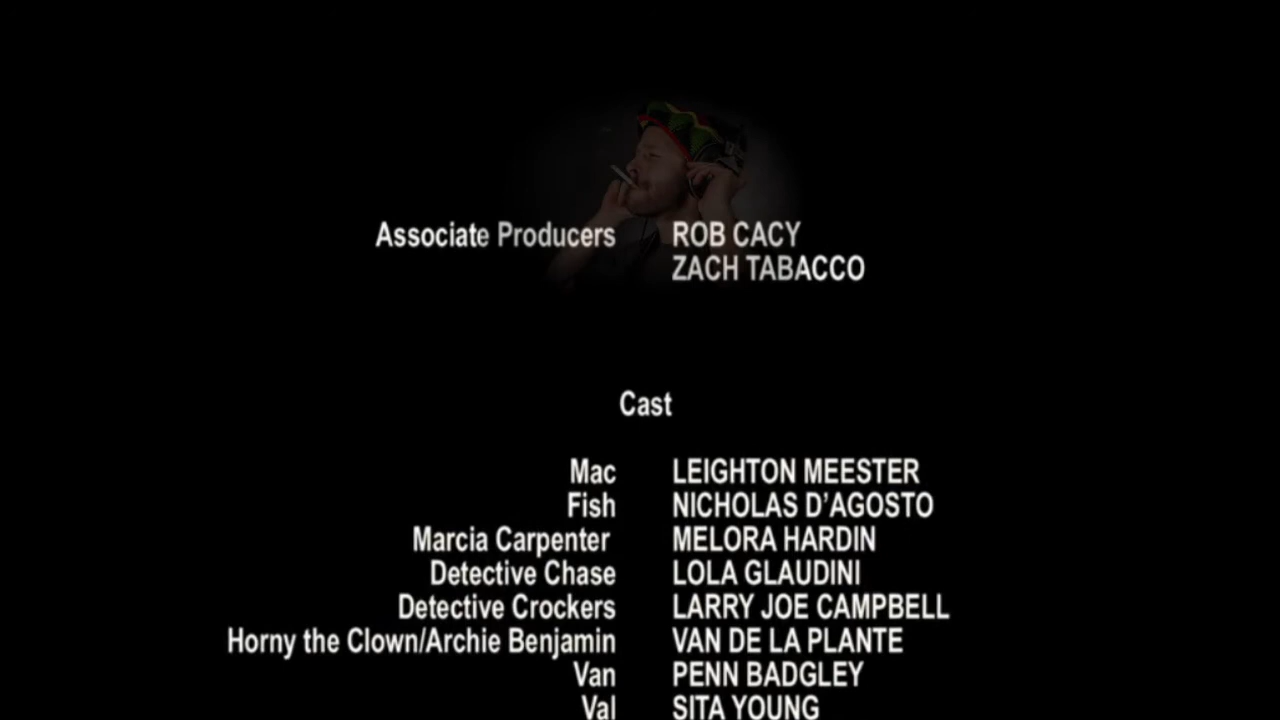 Associate Producers ROB CACY
ZACH TABACCO
Cast
Mac LEIGHTON MEESTER
Fish NICHOLAS D'AGOSTO
Marcia Carpenter MELORA HARDIN
Detective Chase LOLA GLAUDINI
Detective Crockers LARRY JOE CAMPBELL
Horny the Clown/Archie Benjamin VAN DE LA PLANTE
Van PENN BADGLEY
Val SITA YOUNG